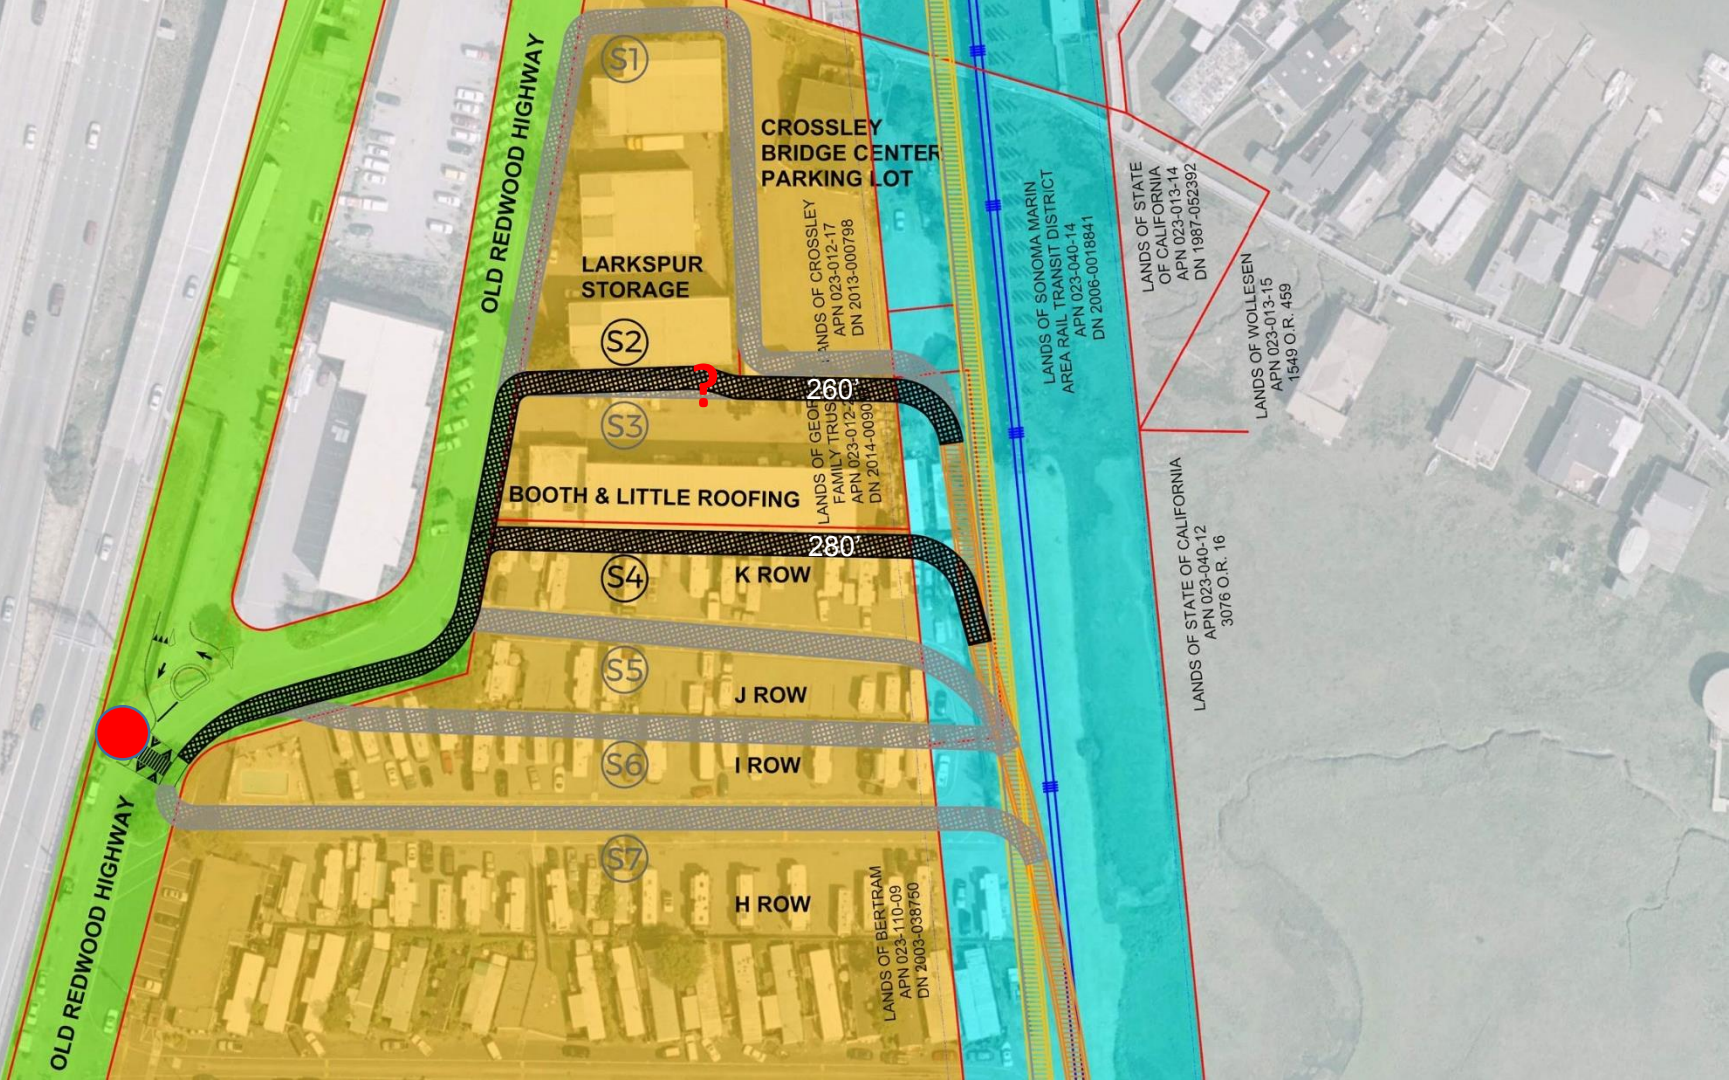 S1
OLD REDWOOD HIGHWAY
CROSSLEY
BRIDGE CENTER
PARKING LOT
LARKSPUR
STORAGE
LANDS OF CROSSLEY
APN 023-012-17
DN 2013-000798
LANDS OF SONOMA MARIN
AREA RAIL TRANSIT DISTRICT
APN 023-040-14
DN 2006-0018841
LANDS OF STATE
OF CALIFORNIA
APN 023-013-14
DN 1987-052392
LANDS OF WOLLESEN
APN 023-013-15
1549 O.R. 459
S2
?
260'
S3
LANDS OF GEOR
FAMILY TRUS
APN 023-012-
DN 2014-0090
BOOTH & LITTLE ROOFING
280'
S4
K ROW
LANDS OF STATE OF CALIFORNIA
APN 023-040-12
3076 O.R. 16
S5
J ROW
S6
I ROW
OLD REDWOOD HIGHWAY
S7
H ROW
LANDS OF BERTRAM
APN 023-110-09
DN 2003-038750